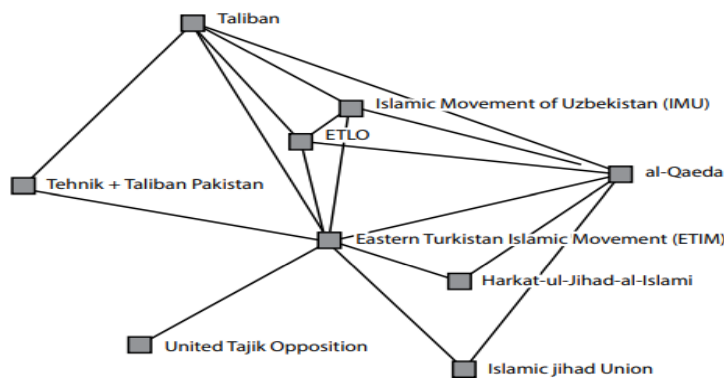 Taliban
Islamic Movement of Uzbekistan (IMU)
ETLO
al-Qaeda
Tehnik + Taliban Pakistan
Eastern Turkistan Islamic Movement (ETIM)
Harkat-ul-Jihad-al-Islami
United Tajik Opposition
Islamic jihad Union